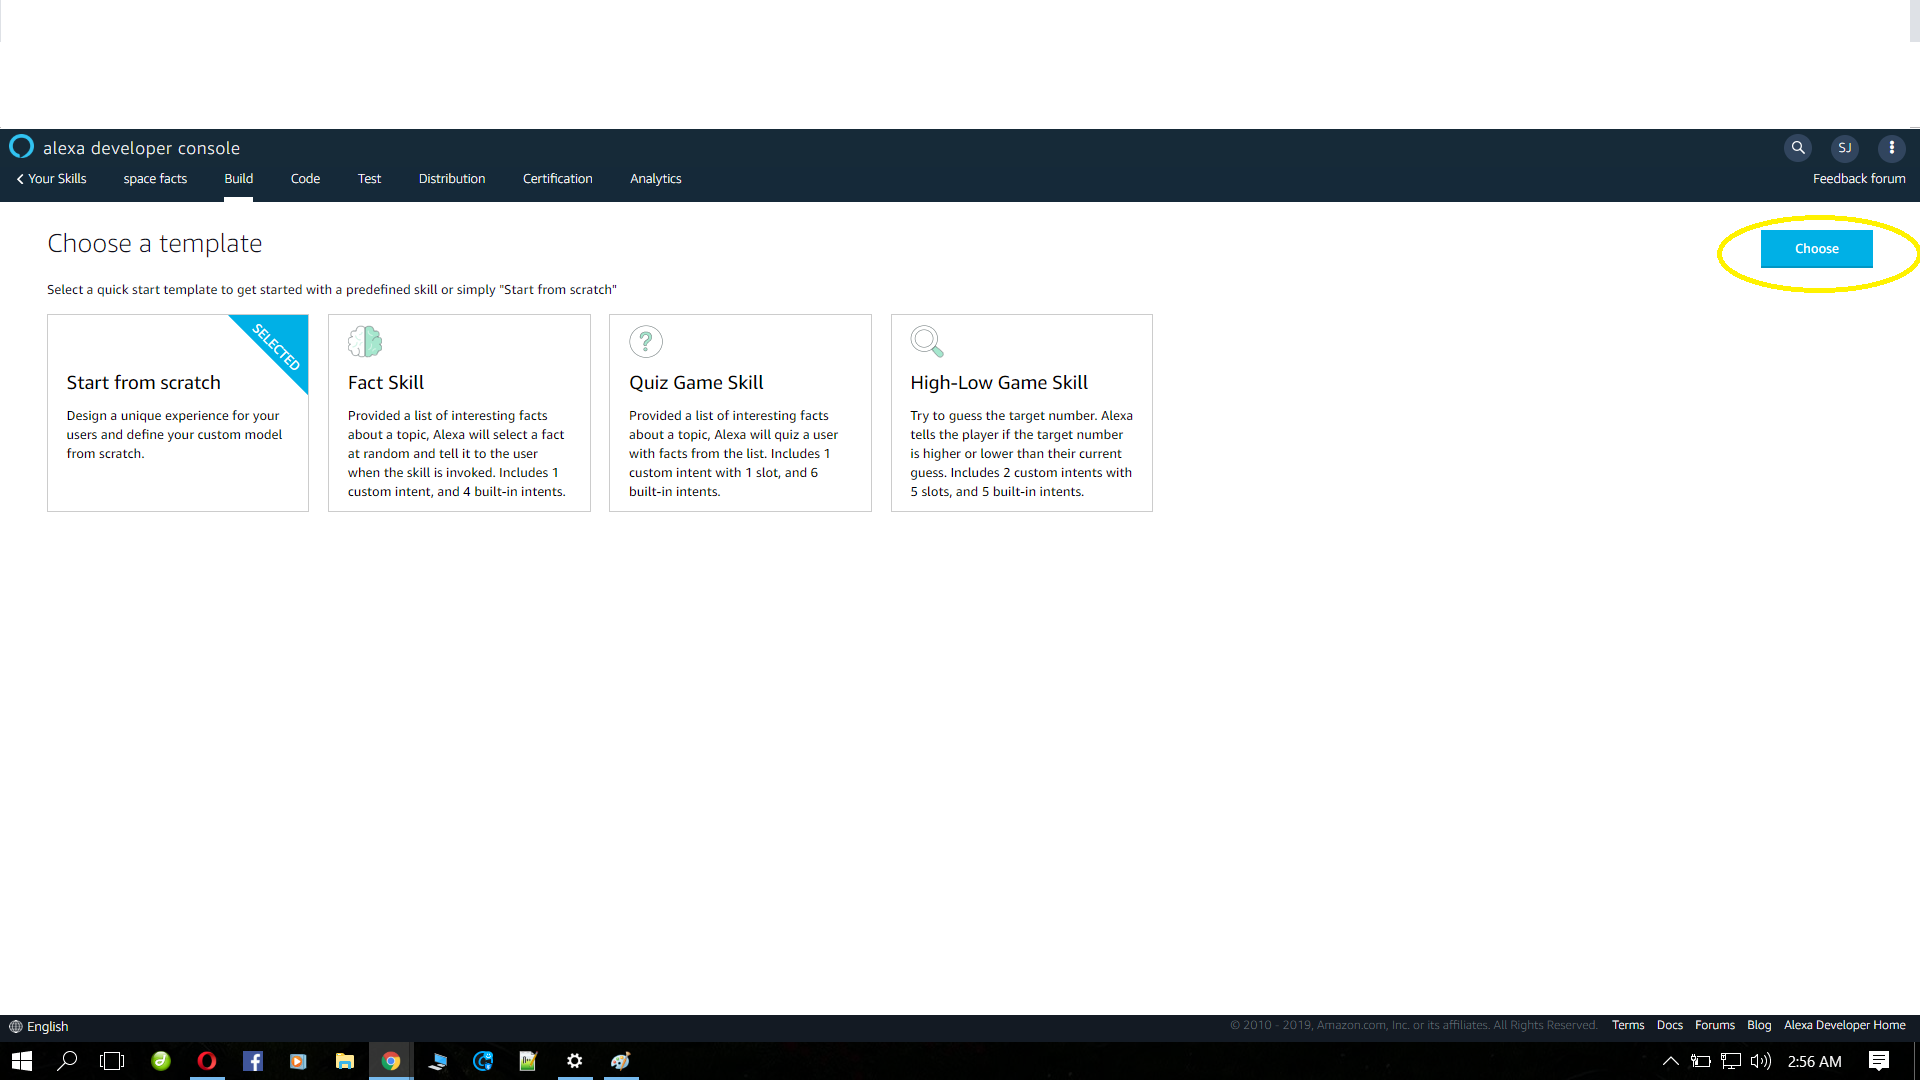 alexa developer console
SJ
Your Skills space facts Build Code Test Distribution Certification Analytics Feedback forum
Choose a template
Choose
Select a quick start template to get started with a predefined skill or simply "Start from scratch"
SELECTED
Start from scratch
Design a unique experience for your
users and define your custom model
from scratch.
Fact Skill
Provided a list of interesting facts
about a topic, Alexa will select a fact
at random and tell it to the user
when the skill is invoked. Includes 1
custom intent, and 4 built-in intents.
?
Quiz Game Skill
Provided a list of interesting facts
about a topic, Alexa will quiz a user
with facts from the list. Includes 1
custom intent with 1 slot, and 6
built-in intents.
High-Low Game Skill
Try to guess the target number. Alexa
tells the player if the target number
is higher or lower than their current
guess. Includes 2 custom intents with
5 slots, and 5 built-in intents.
English
© 2010 - 2019, Amazon.com, Inc. or its affiliates. All Rights Reserved. Terms Docs Forums Blog Alexa Developer Home
2:56 AM